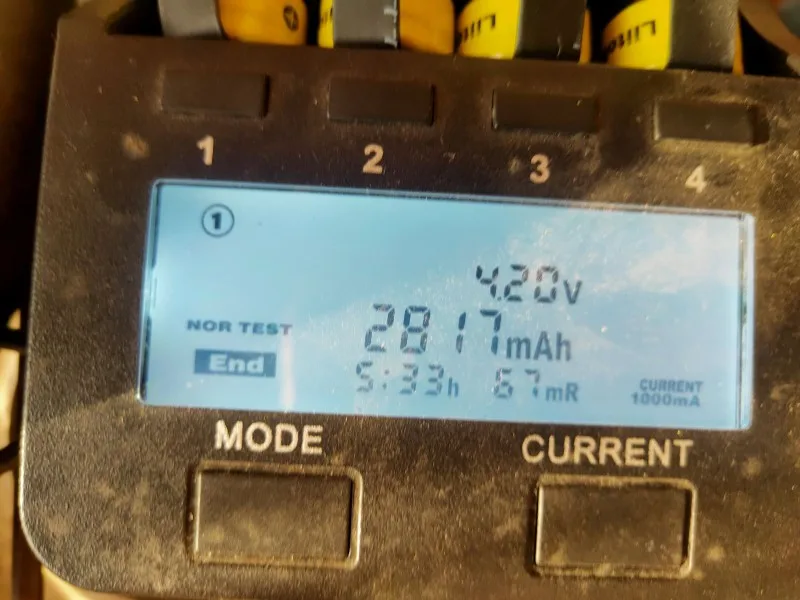 1 2 3 4
①
4.20V
2817mAh
NOR TEST
End
5:33h 67mR
CURRENT
1000mA
MODE CURRENT